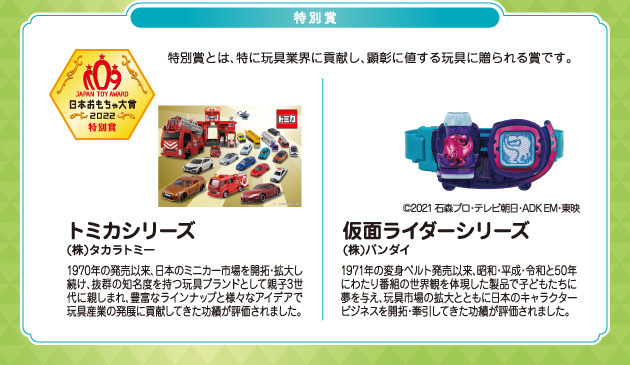 特別賞
特別賞とは、特に玩具業界に貢献し、顕彰に値する玩具に贈られる賞です。
JAPAN TOY AWARD
日本おもちゃ大賞
2022
特別賞
トミカ
©2021 石森プロ・テレビ朝日・ADK EM・東映
トミカシリーズ
(株)タカラトミー
1970年の発売以来、日本のミニカー市場を開拓・拡大し
続け、抜群の知名度を持つ玩具ブランドとして親子3世
代に親しまれ、豊富なラインナップと様々なアイデアで
玩具産業の発展に貢献してきた功績が評価されました。
仮面ライダーシリーズ
(株)バンダイ
1971年の変身ベルト発売以来、昭和・平成・令和と50年
にわたり番組の世界観を体現した製品で子どもたちに
夢を与え、玩具市場の拡大とともに日本のキャラクター
ビジネスを開拓・牽引してきた功績が評価されました。